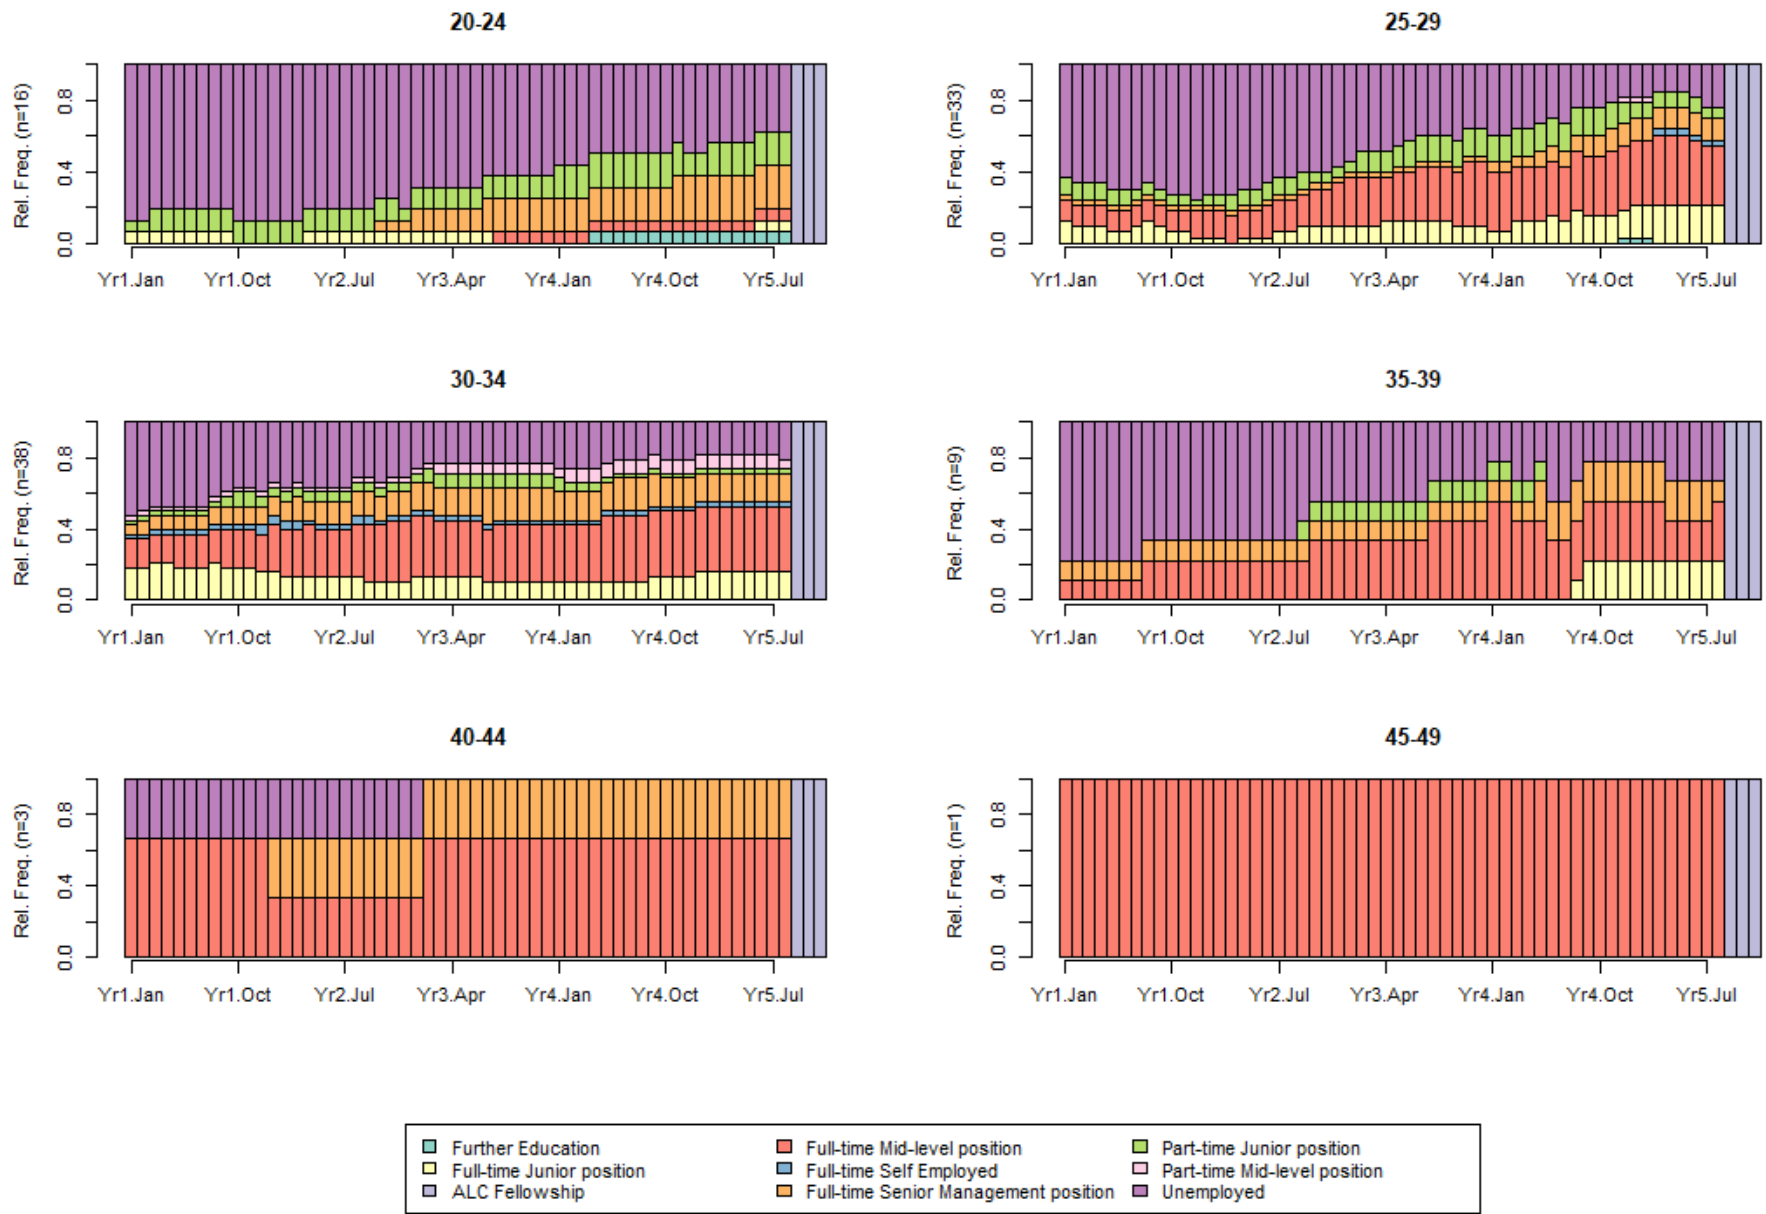 20-24
Rel. Freq. (n=16)
0.0 0.4 0.8
Yr1.Jan Yr1.Oct Yr2.Jul Yr3.Apr Yr4.Jan Yr4.Oct Yr5.Jul
25-29
Rel. Freq. (n=33)
0.0 0.4 0.8
Yr1.Jan Yr1.Oct Yr2.Jul Yr3.Apr Yr4.Jan Yr4.Oct Yr5.Jul
30-34
Rel. Freq. (n=38)
0.0 0.4 0.8
Yr1.Jan Yr1.Oct Yr2.Jul Yr3.Apr Yr4.Jan Yr4.Oct Yr5.Jul
35-39
Rel. Freq. (n=9)
0.0 0.4 0.8
Yr1.Jan Yr1.Oct Yr2.Jul Yr3.Apr Yr4.Jan Yr4.Oct Yr5.Jul
40-44
Rel. Freq. (n=3)
0.0 0.4 0.8
Yr1.Jan Yr1.Oct Yr2.Jul Yr3.Apr Yr4.Jan Yr4.Oct Yr5.Jul
45-49
Rel. Freq. (n=1)
0.0 0.4 0.8
Yr1.Jan Yr1.Oct Yr2.Jul Yr3.Apr Yr4.Jan Yr4.Oct Yr5.Jul
Further Education
Full-time Junior position
ALC Fellowship
Full-time Mid-level position
Full-time Self Employed
Full-time Senior Management position
Part-time Junior position
Part-time Mid-level position
Unemployed